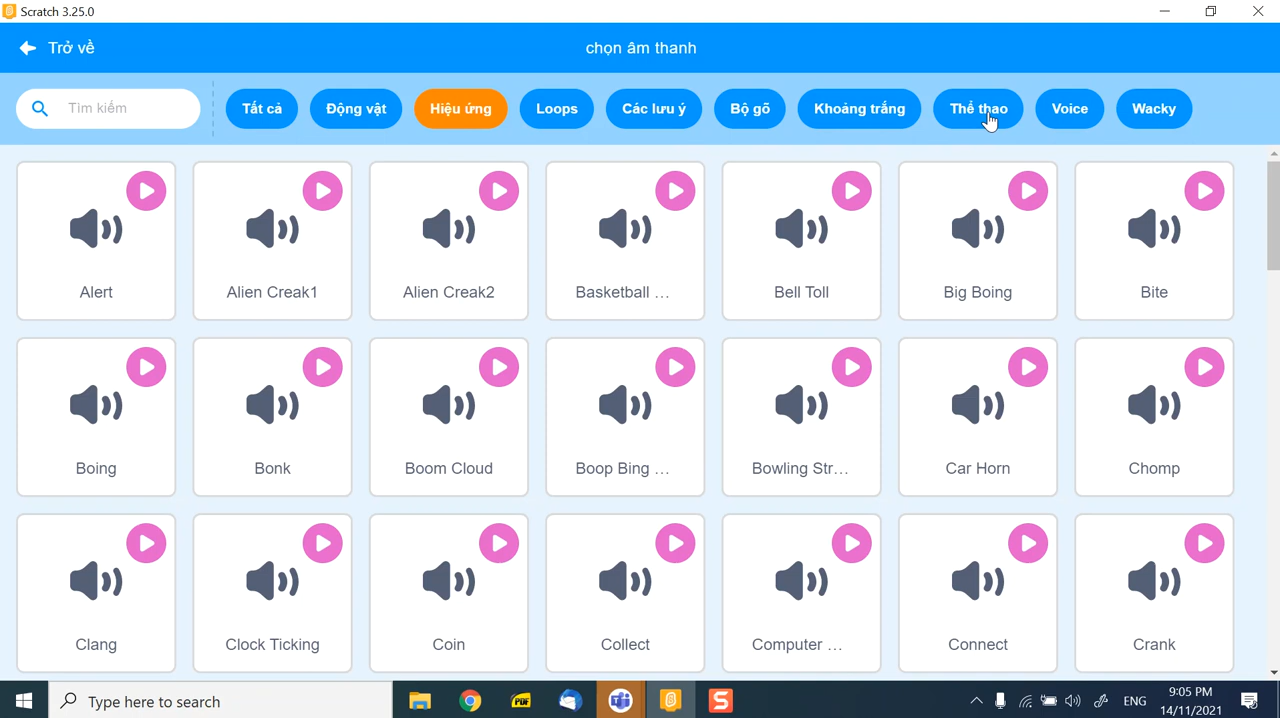 Scratch 3.25.0
Trở về
chọn âm thanh
Tìm kiếm
Tất cả
Động vật
Hiệu ứng
Loops
Các lưu ý
Bộ gõ
Khoảng trắng
Thể thao
Voice
Wacky
Alert
Alien Creak1
Alien Creak2
Basketball ...
Bell Toll
Big Boing
Bite
Boing
Bonk
Boom Cloud
Boop Bing ...
Bowling Str...
Car Horn
Chomp
Clang
Clock Ticking
Coin
Collect
Computer ...
Connect
Crank
Type here to search
PDF
ENG
9:05 PM
14/11/2021